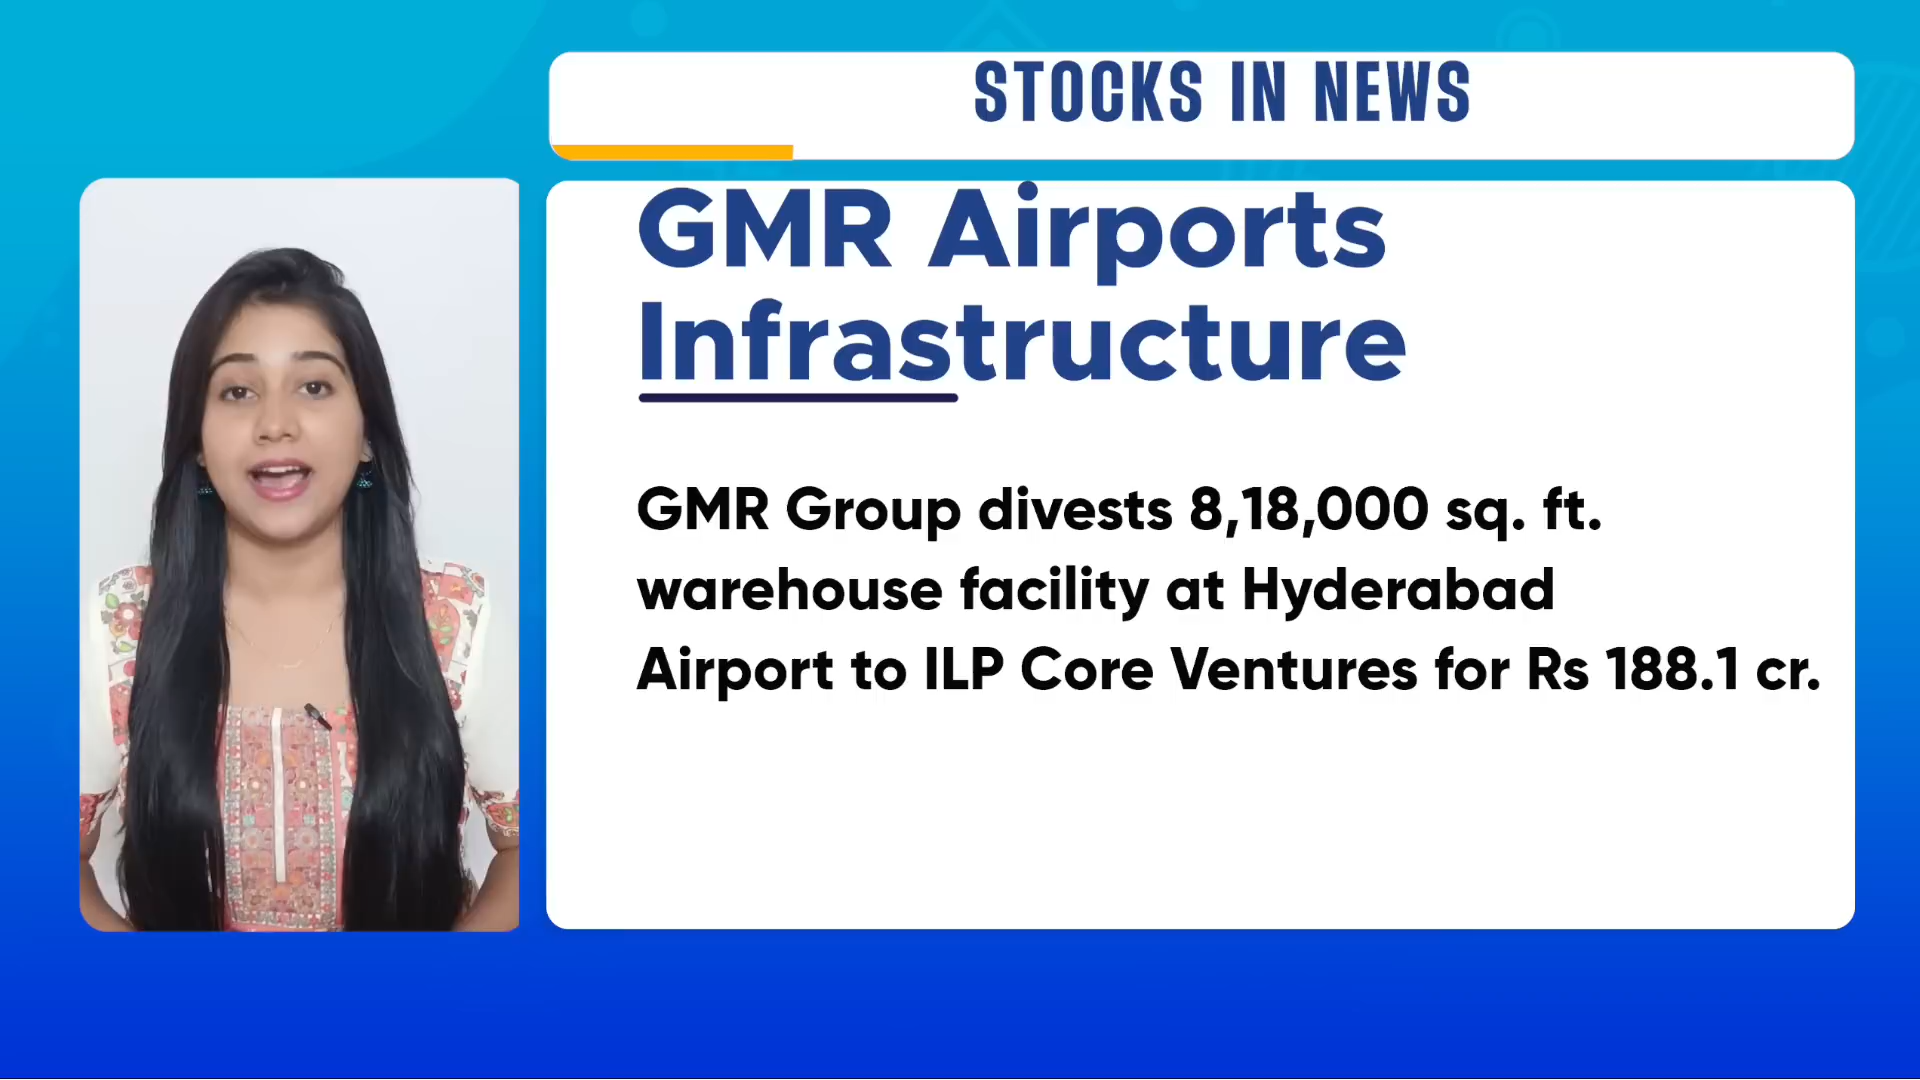 STOCKS IN NEWS
GMR Airports
Infrastructure
GMR Group divests 8,18,000 sq. ft.
warehouse facility at Hyderabad
Airport to ILP Core Ventures for Rs 188.1 cr.